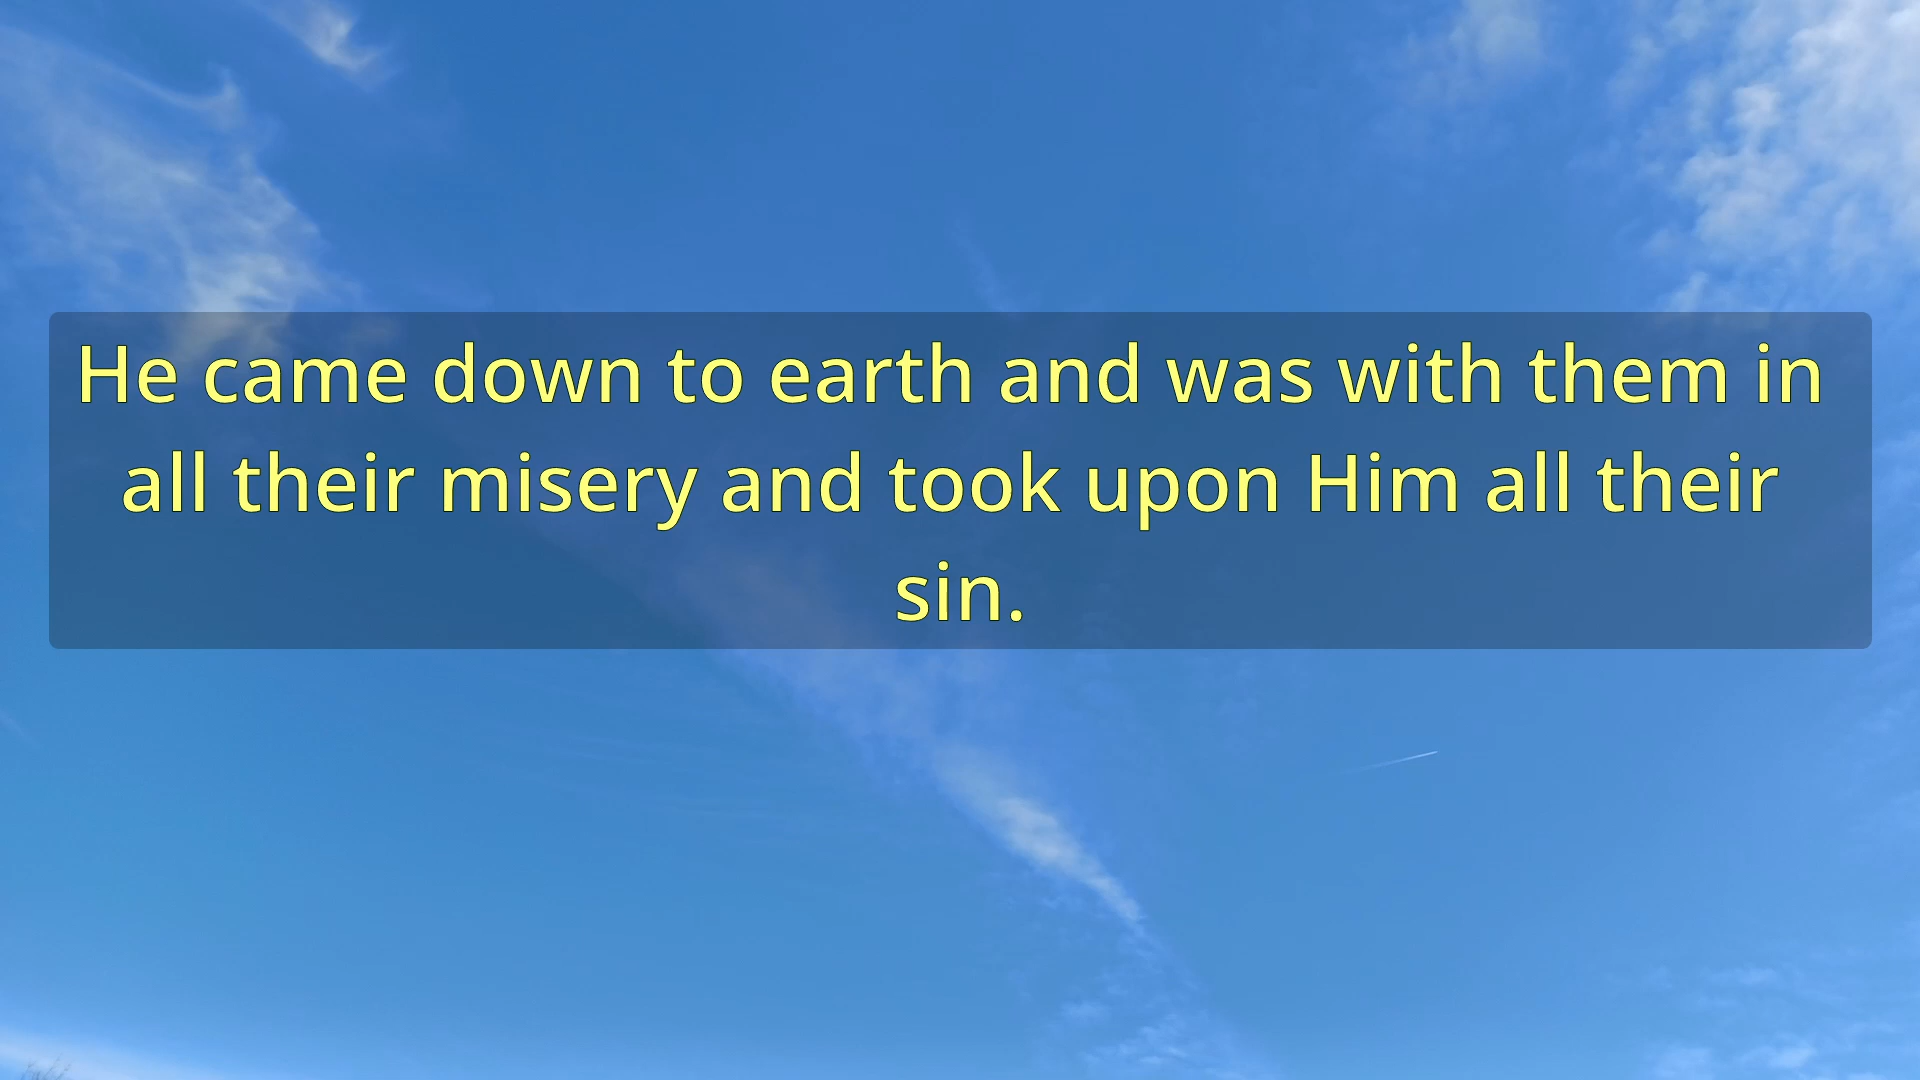 He came down to earth and was with them in
all their misery and took upon Him all their
sin.